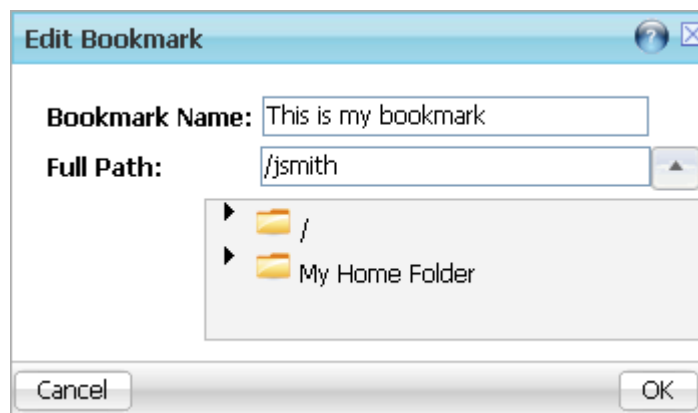 Edit Bookmark ?
Bookmark Name: This is my bookmark
Full Path: /jsmith
/
My Home Folder
Cancel OK